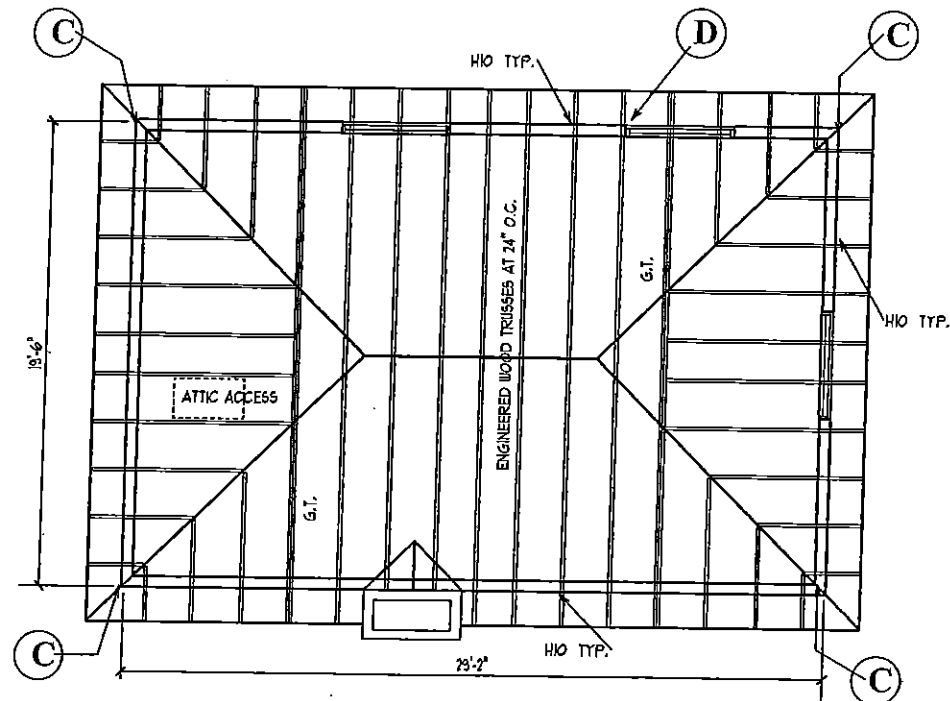 C
D
C
H10 TYP.
ENGINEERED WOOD TRUSSES AT 24" O.C.
G.T.
H10 TYP.
19'-6"
ATTIC ACCESS
G.T.
H10 TYP.
C
29'-2"
C